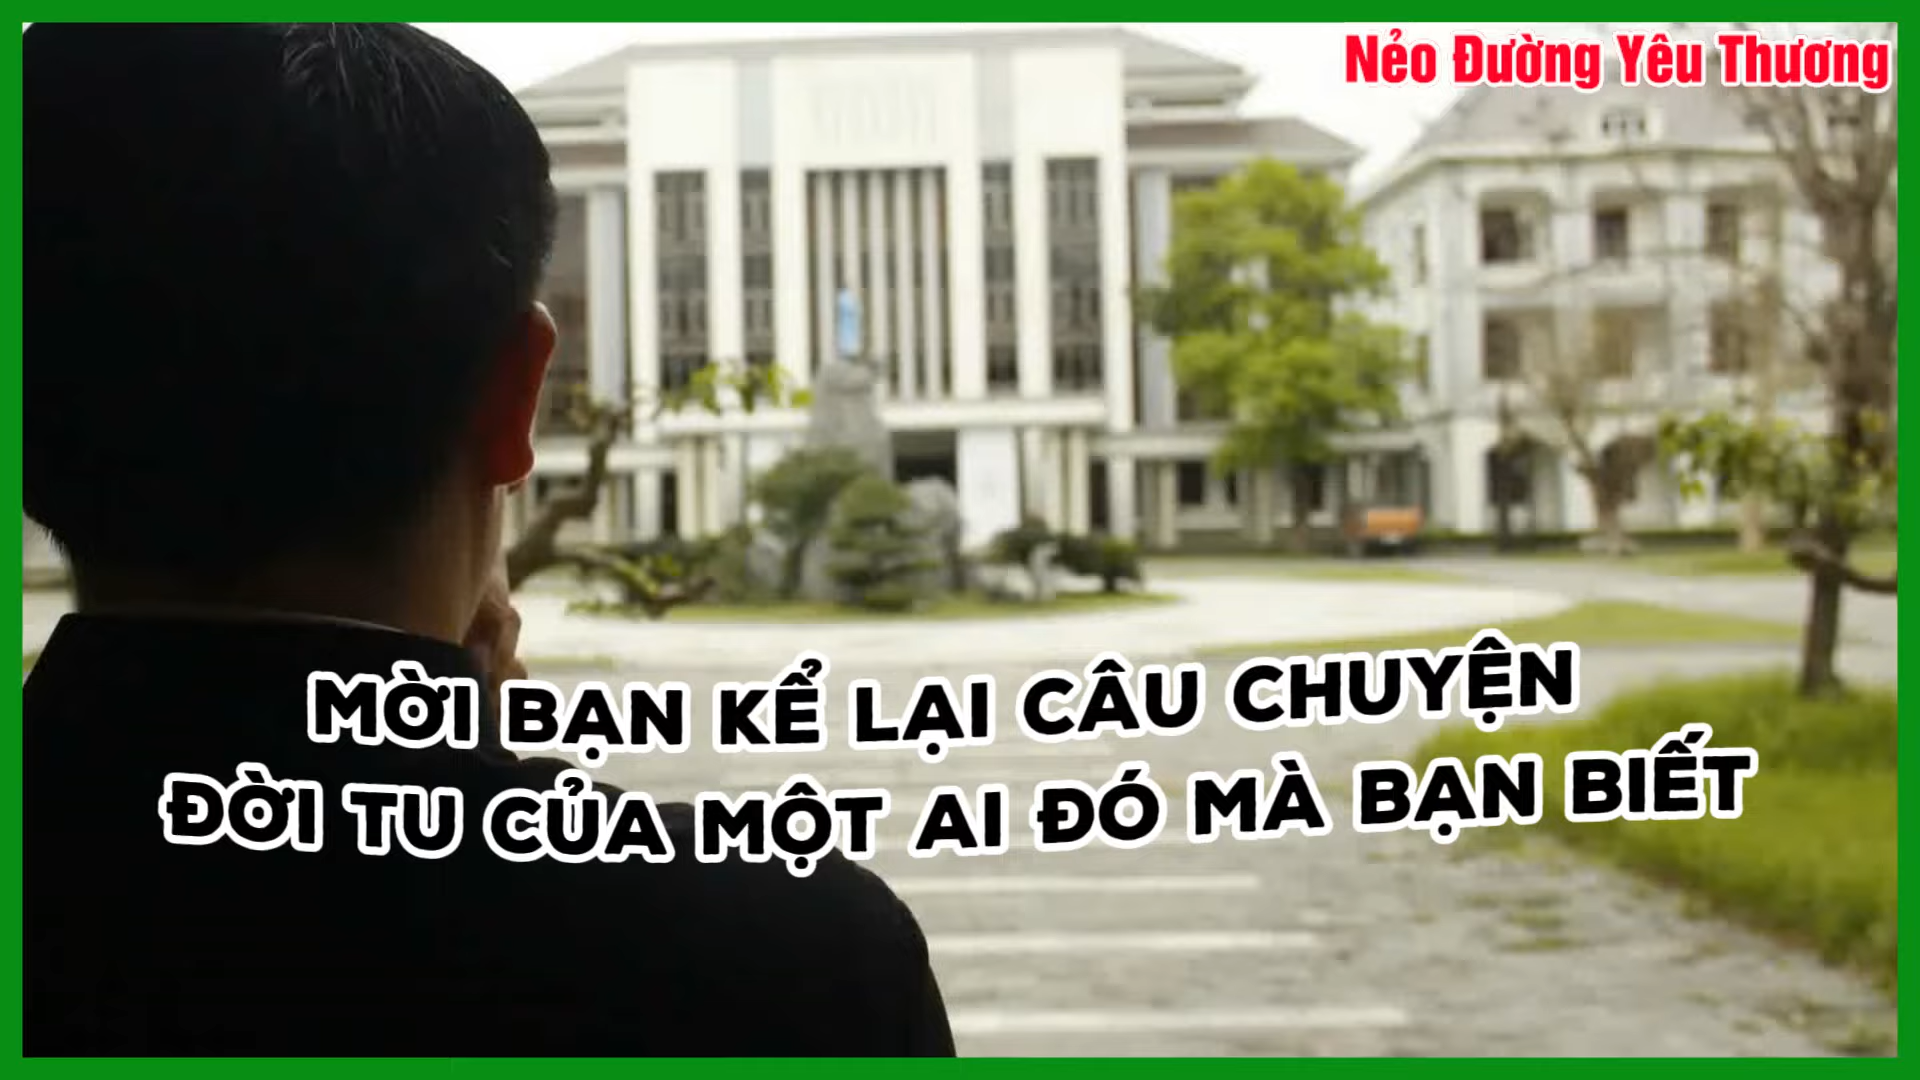 Nẻo Đường Yêu Thương
MỜI BẠN KỂ LẠI CÂU CHUYỆN
ĐỜI TU CỦA MỘT AI ĐÓ MÀ BẠN BIẾT